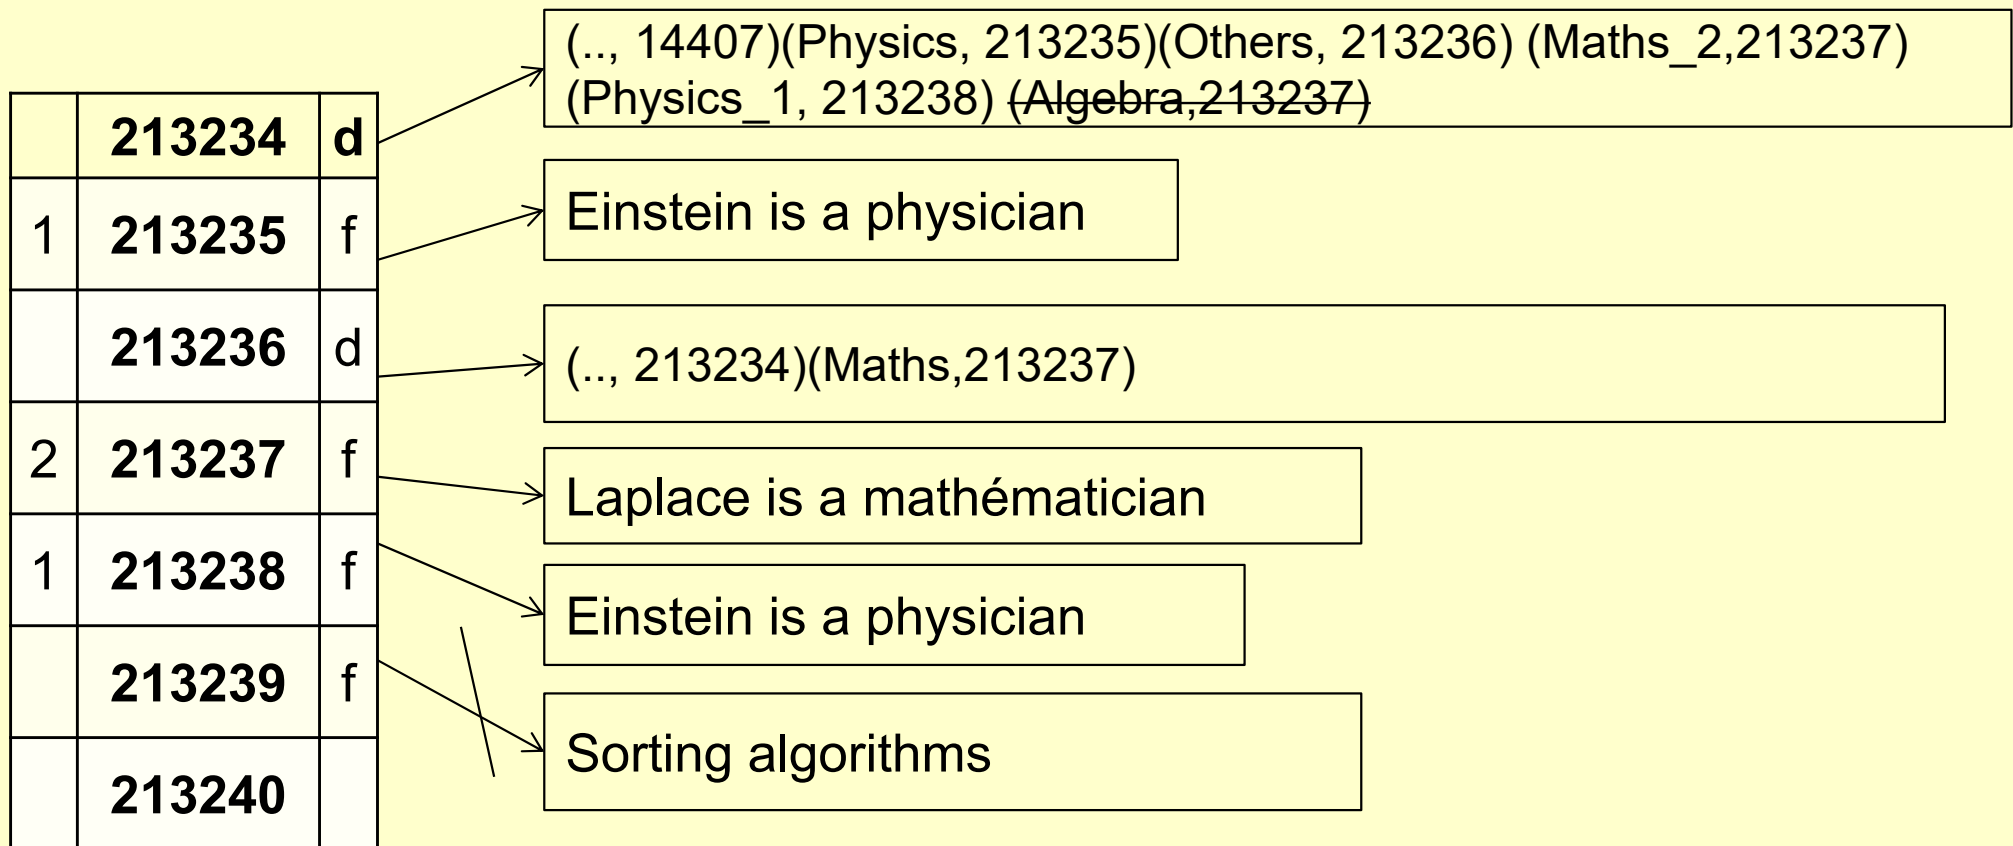 (.., 14407)(Physics, 213235)(Others, 213236) (Maths_2,213237)
(Physics_1, 213238) (Algebra,213237)
213234 d
1 213235 f
Einstein is a physician
213236 d
(.., 213234)(Maths,213237)
2 213237 f
Laplace is a mathématician
1 213238 f
Einstein is a physician
213239 f
Sorting algorithms
213240